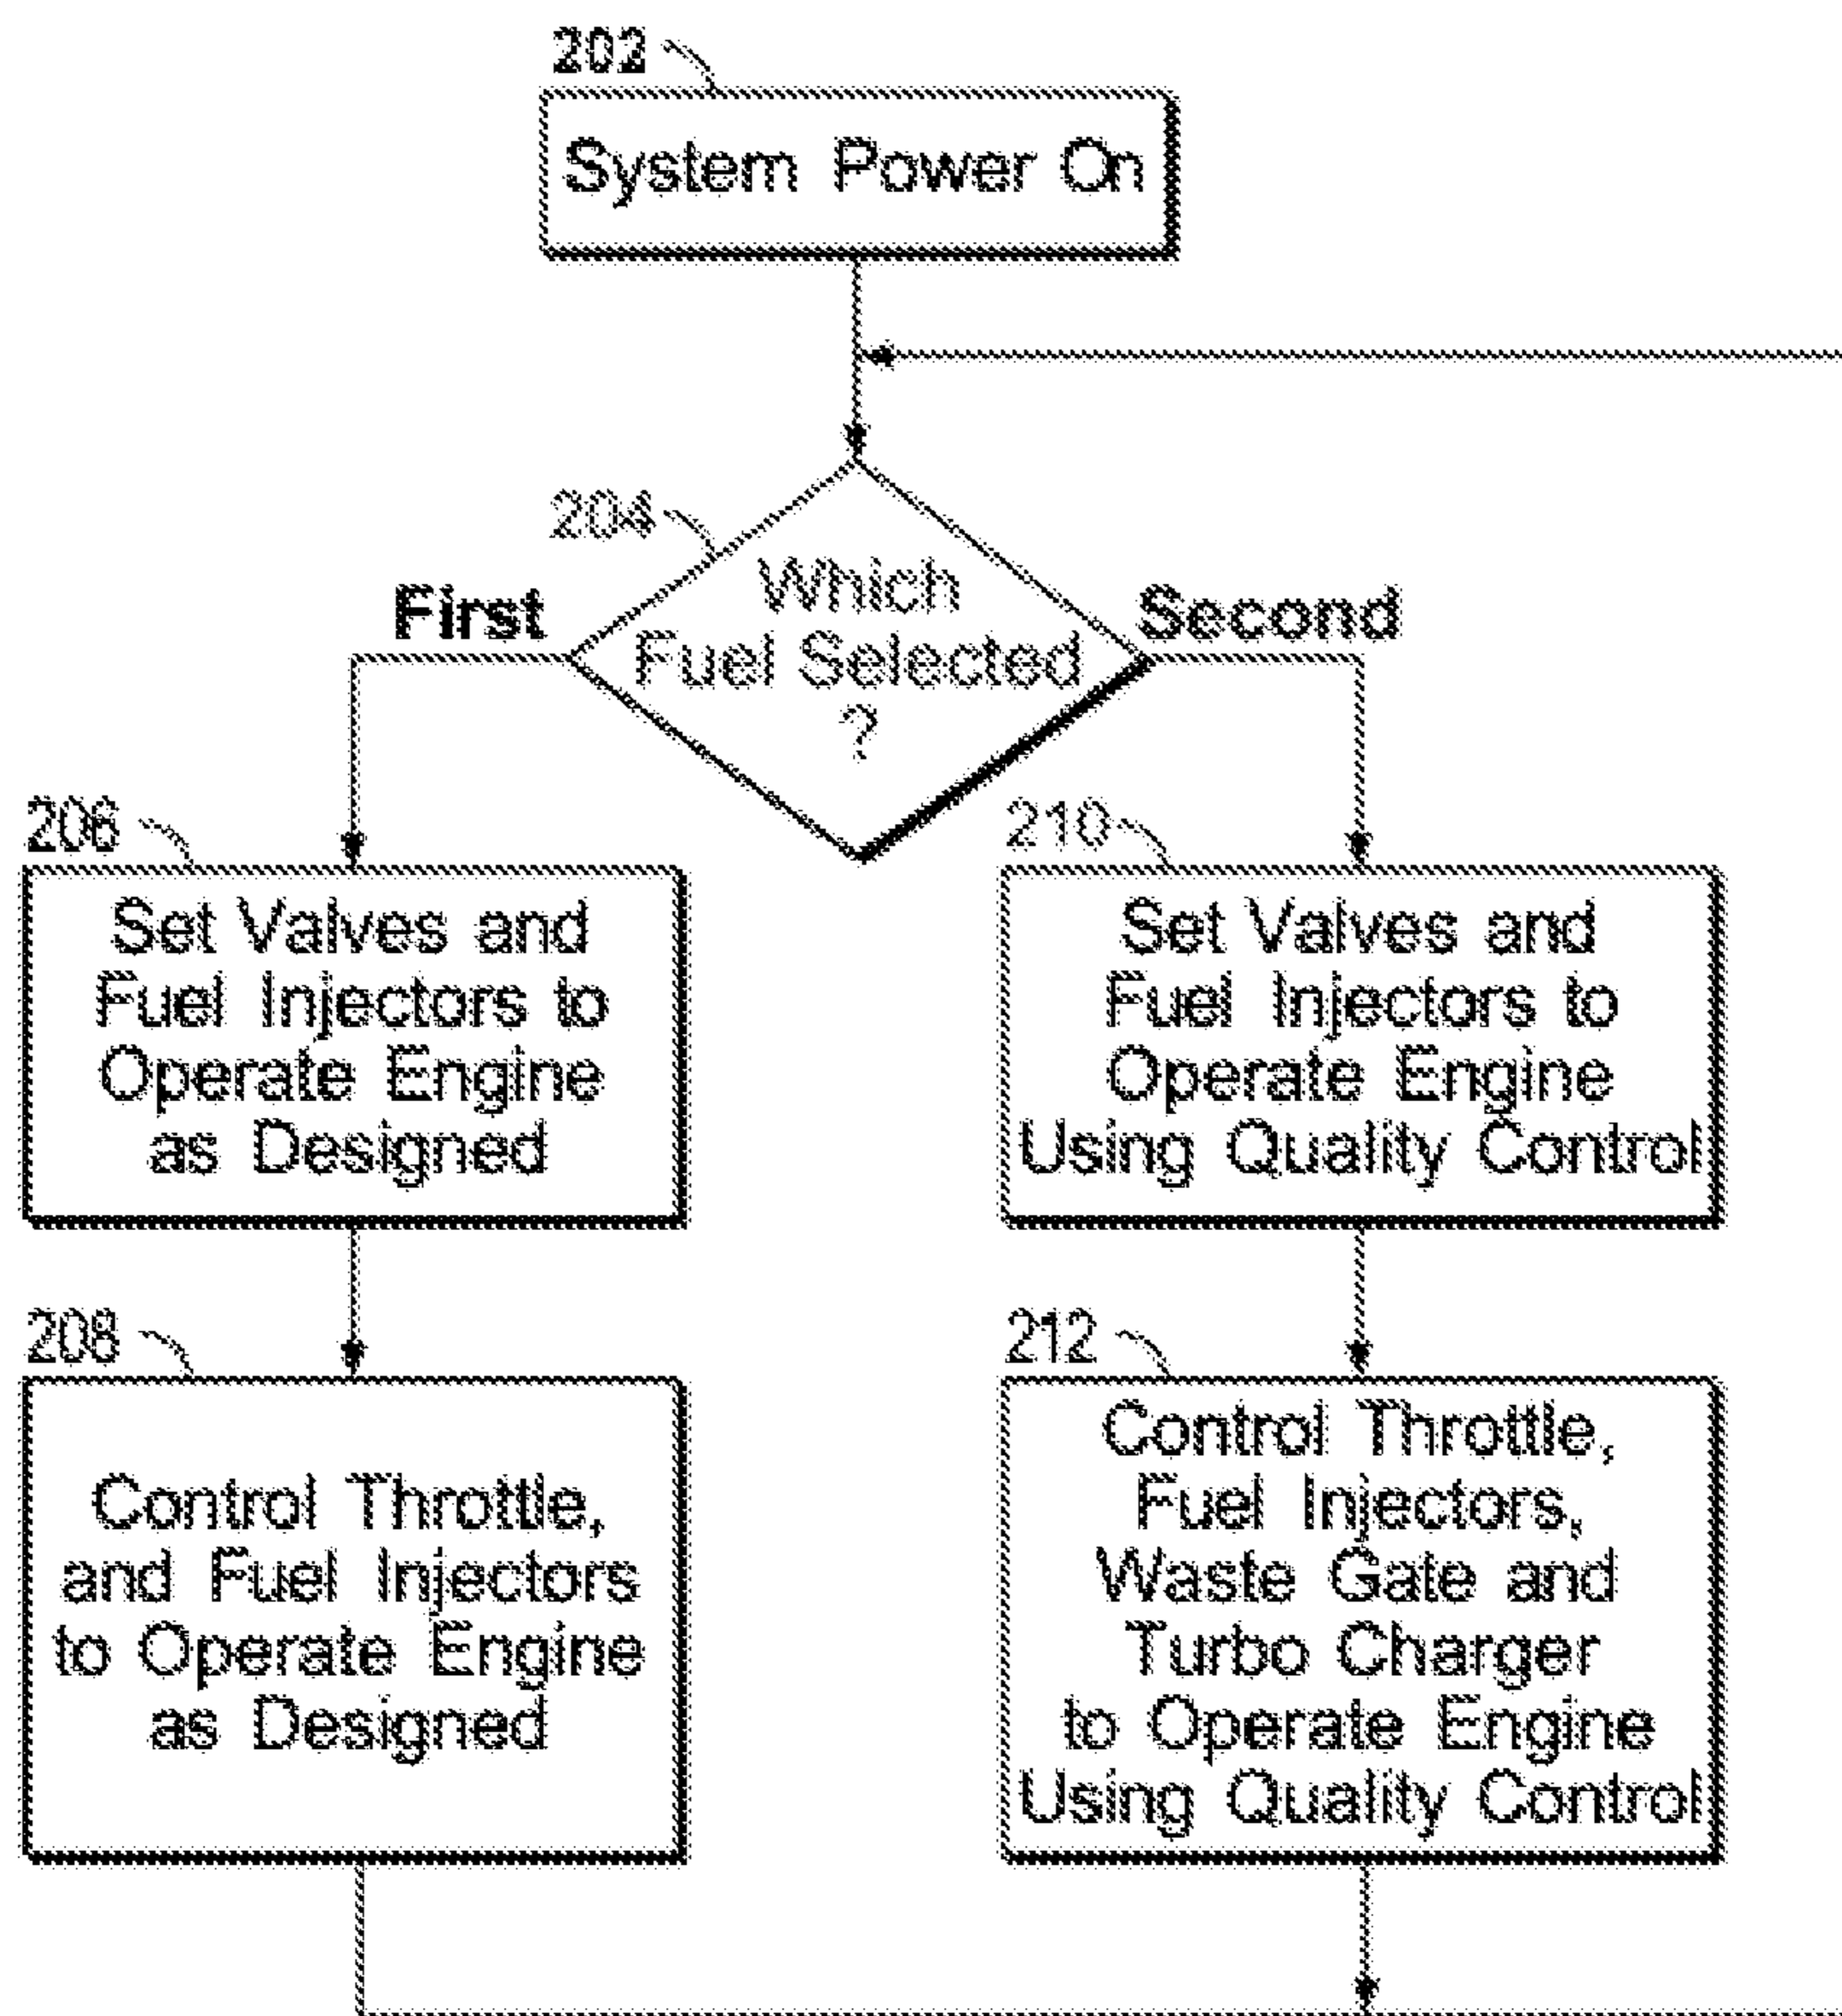 202
System Power On
204
Which
Fuel Selected
?
First
Second
206
Set Valves and
Fuel Injectors to
Operate Engine
as Designed
210
Set Valves and
Fuel Injectors to
Operate Engine
Using Quality Control
208
Control Throttle,
and Fuel Injectors
to Operate Engine
as Designed
212
Control Throttle,
Fuel Injectors,
Waste Gate and
Turbo Charger
to Operate Engine
Using Quality Control